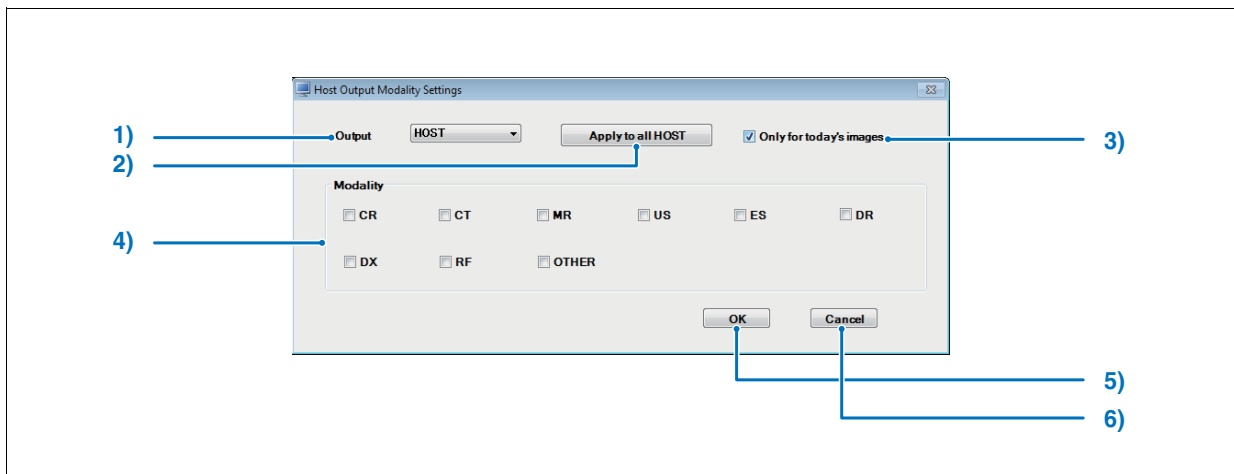 Host Output Modality Settings
1) Output HOST Apply to all HOST Only for today's images 3)
2)
Modality
CR CT MR US ES DR
4)
DX RF OTHER
OK Cancel
5)
6)